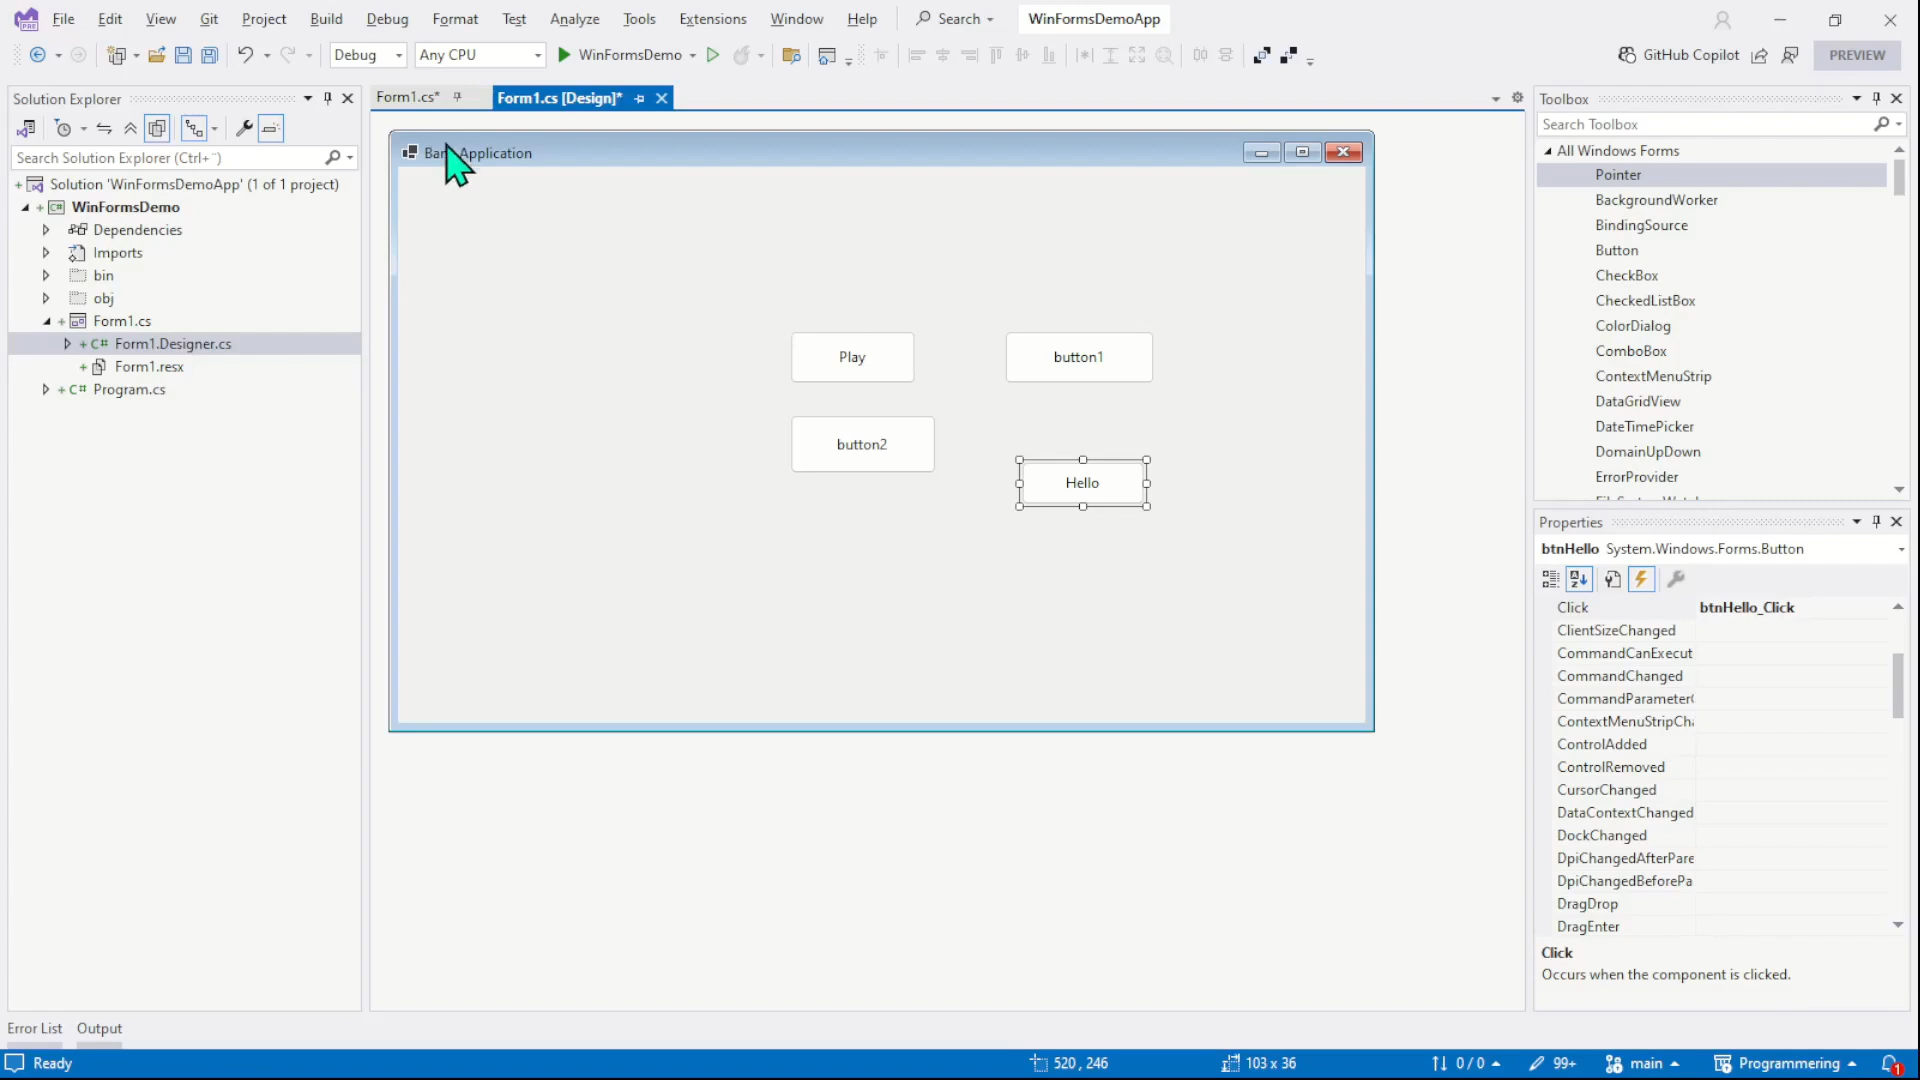 File Edit View Git Project Build Debug Format Test Analyze Tools Extensions Window Help Search WinFormsDemoApp
Debug Any CPU WinFormsDemo GitHub Copilot PREVIEW
Solution Explorer
Search Solution Explorer (Ctrl+¨)
Solution 'WinFormsDemoApp' (1 of 1 project)
WinFormsDemo
Dependencies
Imports
bin
obj
Form1.cs
Form1.Designer.cs
Form1.resx
Program.cs
Form1.cs* Form1.cs [Design]*
Application
Play
button1
button2
Hello
Toolbox
Search Toolbox
All Windows Forms
Pointer
BackgroundWorker
BindingSource
Button
CheckBox
CheckedListBox
ColorDialog
ComboBox
ContextMenuStrip
DataGridView
DateTimePicker
DomainUpDown
ErrorProvider
Properties
btnHello System.Windows.Forms.Button
Click btnHello_Click
ClientSizeChanged
CommandCanExecut
CommandChanged
CommandParameter
ContextMenuStripCha
ControlAdded
ControlRemoved
CursorChanged
DataContextChanged
DockChanged
DpiChangedAfterPare
DpiChangedBeforePa
DragDrop
DragEnter
Click
Occurs when the component is clicked.
Error List Output
Ready 520 , 246 103 x 36 0 / 0 99+ main Programming 1